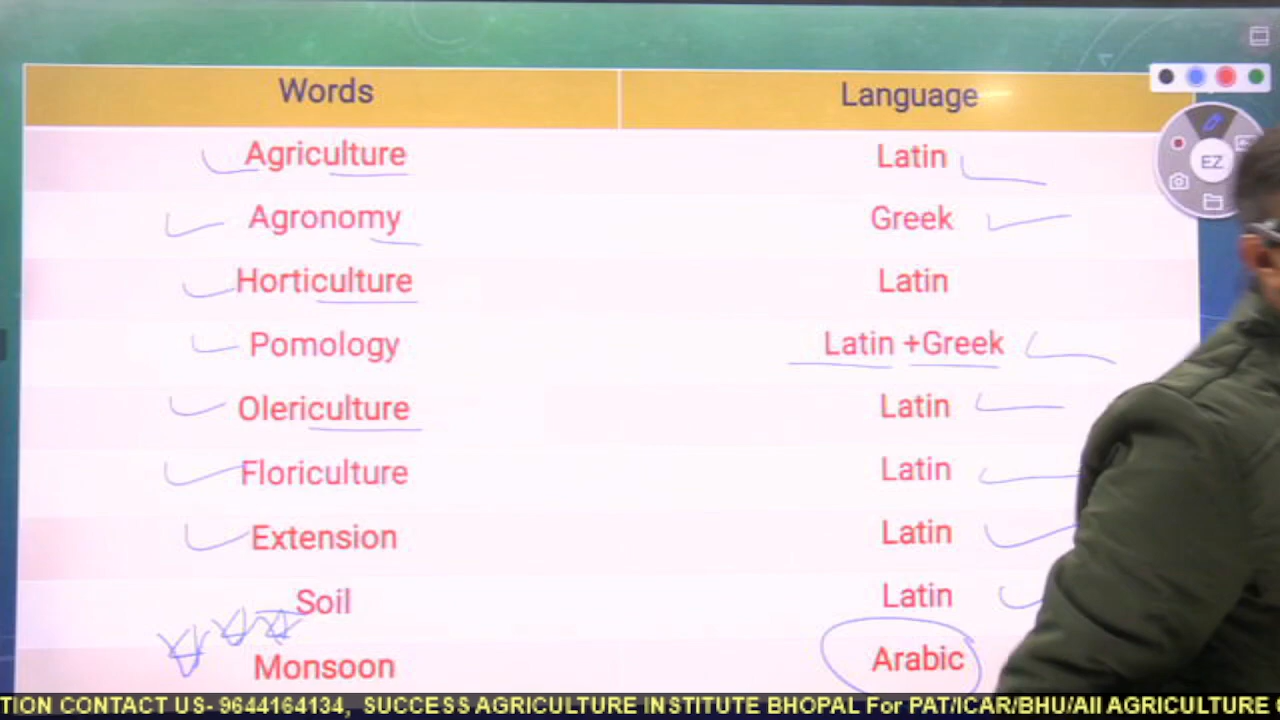 Words Language
Agriculture Latin
Agronomy Greek
Horticulture Latin
Pomology Latin +Greek
Olericulture Latin
Floriculture Latin
Extension Latin
Soil Latin
Monsoon Arabic
EZ
TION CONTACT US- 9644164134, SUCCESS AGRICULTURE INSTITUTE BHOPAL For PAT/ICAR/BHU/All AGRICULTURE